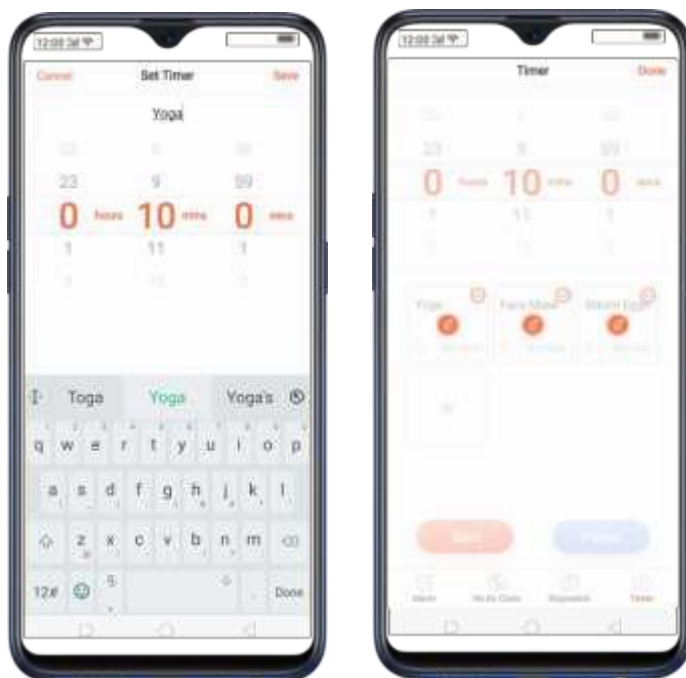 12:00
Cancel Set Timer Save
Yoga
23 9 59
0 hours 10 mins 0 secs
1 11 1
Toga Yoga Yoga's
q w e r t y u i o p
a s d f g h j k l
z x c v b n m
12# Done
12:00
Timer Done
23 9 59
0 hours 10 mins 0 secs
1 11 1
Yoga Face Mask Steam Eggs
Start
Alarm World Clock Stopwatch Timer